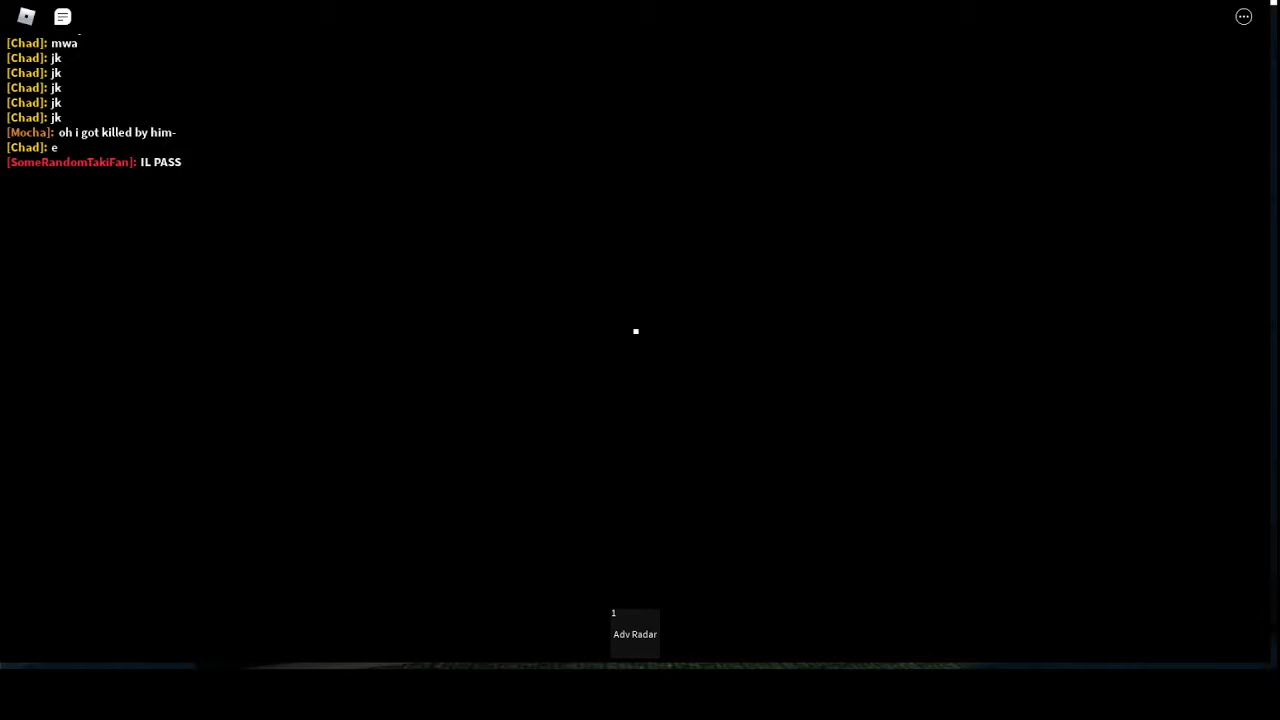 [Chad]: mwa
[Chad]: jk
[Chad]: jk
[Chad]: jk
[Chad]: jk
[Chad]: jk
[Mocha]: oh i got killed by him-
[Chad]: e
[SomeRandomTakiFan]: IL PASS
1
Adv Radar